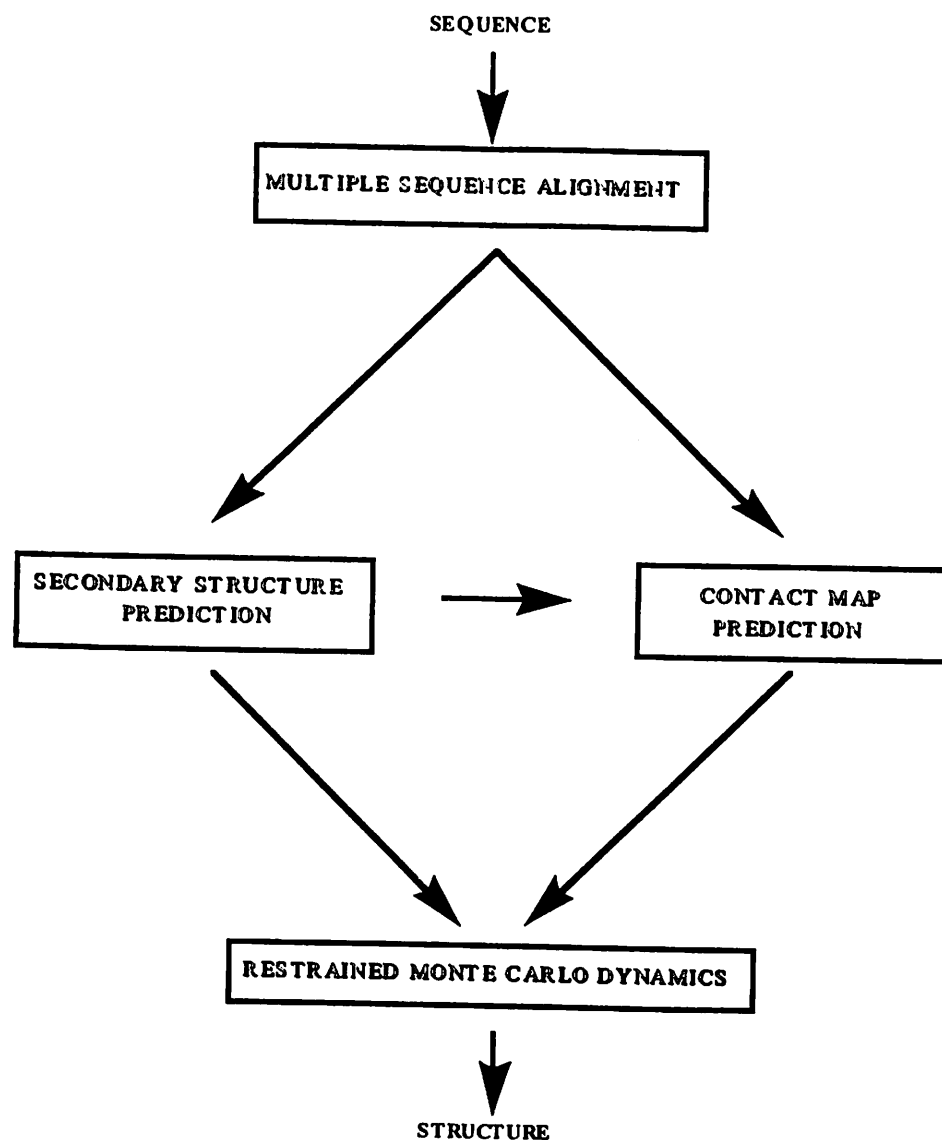 SEQUENCE
MULTIPLE SEQUENCE ALIGNMENT
SECONDARY STRUCTURE
PREDICTION
CONTACT MAP
PREDICTION
RESTRAINED MONTE CARLO DYNAMICS
STRUCTURE